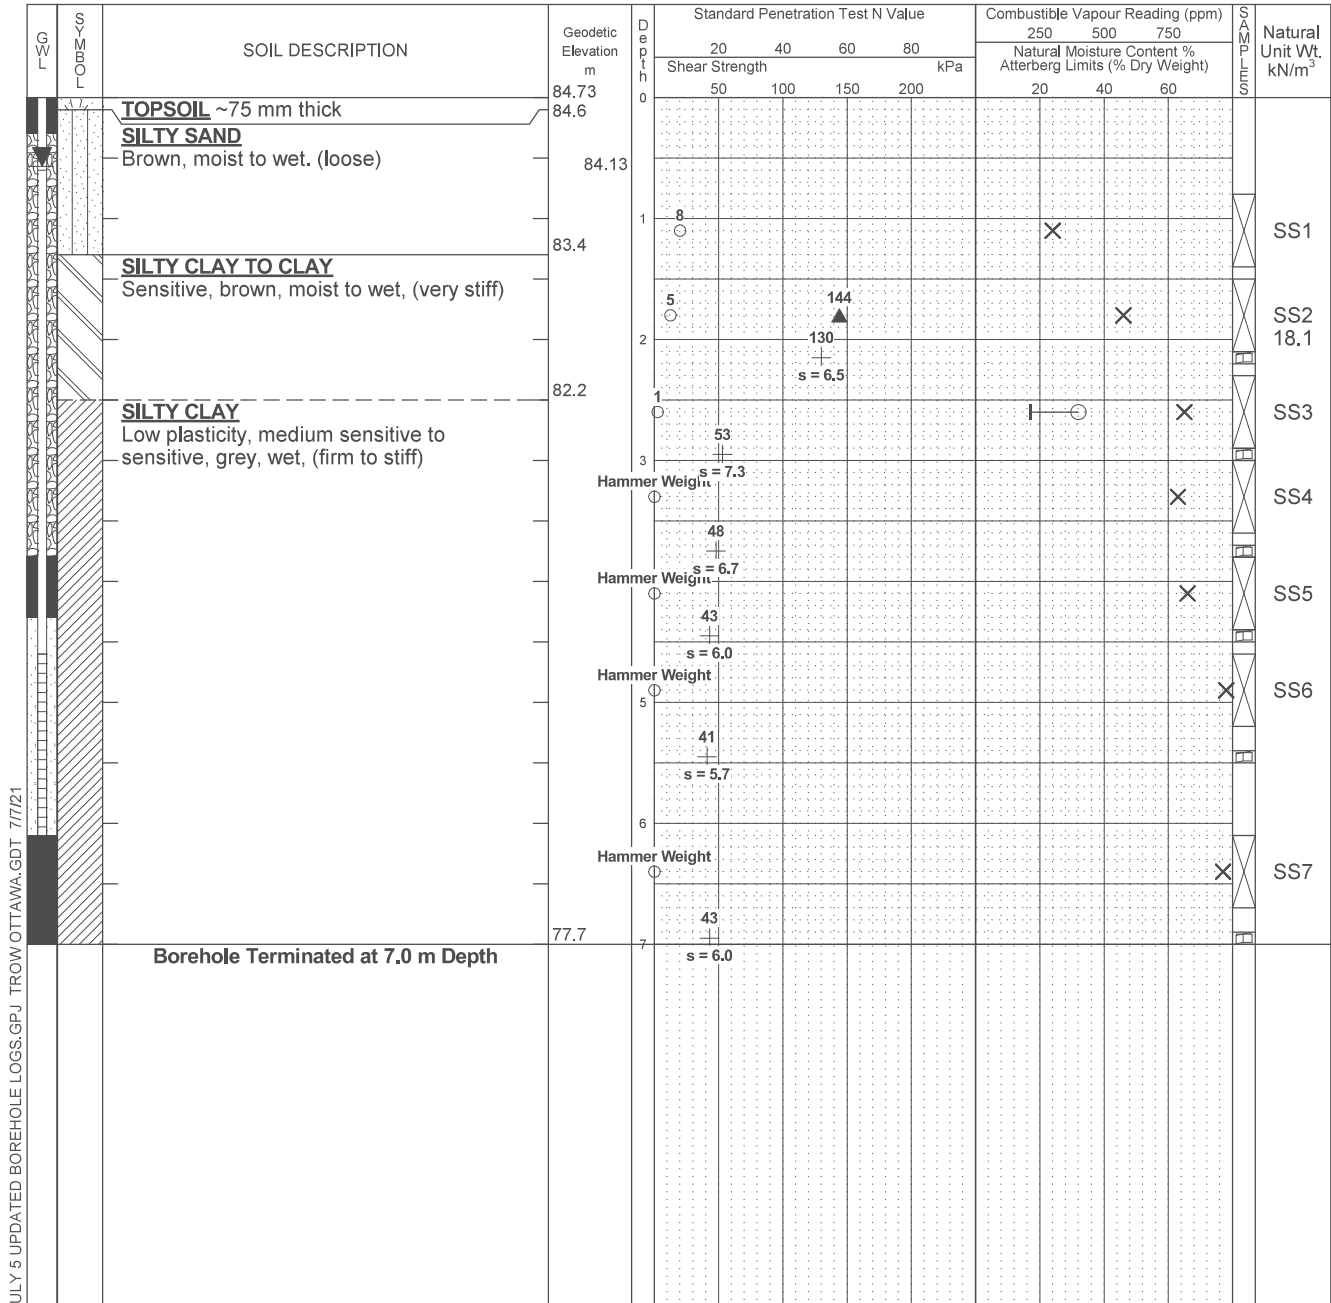 GWL
SYMBOL
SOIL DESCRIPTION
Geodetic
Elevation
m
Depth
Standard Penetration Test N Value
20 40 60 80
Shear Strength kPa
50 100 150 200
Combustible Vapour Reading (ppm)
250 500 750
Natural Moisture Content %
Atterberg Limits (% Dry Weight)
20 40 60
SAMPLES
Natural
Unit Wt.
kN/m³
84.73
0
TOPSOIL ~75 mm thick
84.6
SILTY SAND
Brown, moist to wet. (loose)
84.13
8
1
SS1
83.4
SILTY CLAY TO CLAY
Sensitive, brown, moist to wet, (very stiff)
5
144
SS2
18.1
2
130
s = 6.5
82.2
1
SILTY CLAY
Low plasticity, medium sensitive to
sensitive, grey, wet, (firm to stiff)
SS3
53
3
s = 7.3
Hammer Weight
SS4
48
s = 6.7
Hammer Weight
SS5
43
s = 6.0
Hammer Weight
SS6
5
41
s = 5.7
6
Hammer Weight
SS7
43
77.7
7
s = 6.0
Borehole Terminated at 7.0 m Depth
ULY 5 UPDATED BOREHOLE LOGS.GPJ TROW OTTAWA.GDT 7/7/21